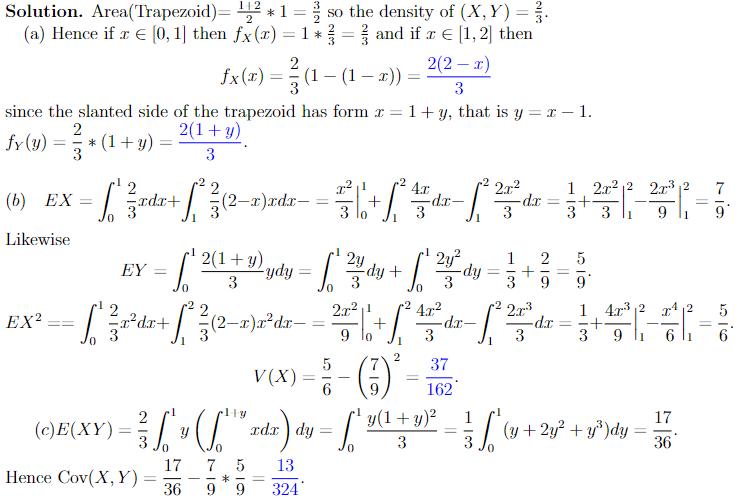 Solution. Area(Trapezoid)= \frac{1+2}{2} * 1 = \frac{3}{2} so the density of (X, Y) = \frac{2}{3}.
(a) Hence if x ∈ [0, 1] then f_X(x) = 1 * \frac{2}{3} = \frac{2}{3} and if x ∈ [1, 2] then
f_X(x) = \frac{2}{3} (1 − (1 − x)) = \frac{2(2 − x)}{3}
since the slanted side of the trapezoid has form x = 1 + y, that is y = x − 1.
f_Y(y) = \frac{2}{3} * (1 + y) = \frac{2(1 + y)}{3}.
(b) EX = \int_0^1 \frac{2}{3}xdx+ \int_1^2 \frac{2}{3}(2−x)xdx− = \frac{x^2}{3}|_0^1 + \int_1^2 \frac{4x}{3}dx− \int_1^2 \frac{2x^2}{3}dx = \frac{1}{3}+ \frac{2x^2}{3}|_1^2 − \frac{2x^3}{9}|_1^2 = \frac{7}{9}.
Likewise
EY = \int_0^1 \frac{2(1 + y)}{3}ydy = \int_0^1 \frac{2y}{3}dy + \int_0^1 \frac{2y^2}{3}dy = \frac{1}{3} + \frac{2}{9} = \frac{5}{9}.
EX^2 == \int_0^1 \frac{2}{3}x^2dx+ \int_1^2 \frac{2}{3}(2−x)x^2dx− = \frac{2x^2}{9}|_0^1 + \int_1^2 \frac{4x^2}{3}dx− \int_1^2 \frac{2x^3}{3}dx = \frac{1}{3}+ \frac{4x^3}{9}|_1^2 − \frac{x^4}{6}|_1^2 = \frac{5}{6}.
V(X) = \frac{5}{6} − (\frac{7}{9})^2 = \frac{37}{162}.
(c)E(XY) = \frac{2}{3} \int_0^1 y ( \int_0^{1+y} xdx ) dy = \int_0^1 \frac{y(1 + y)^2}{3} = \frac{1}{3} \int_0^1 (y + 2y^2 + y^3)dy = \frac{17}{36}.
Hence Cov(X, Y) = \frac{17}{36} − \frac{7}{9} * \frac{5}{9} = \frac{13}{324}.